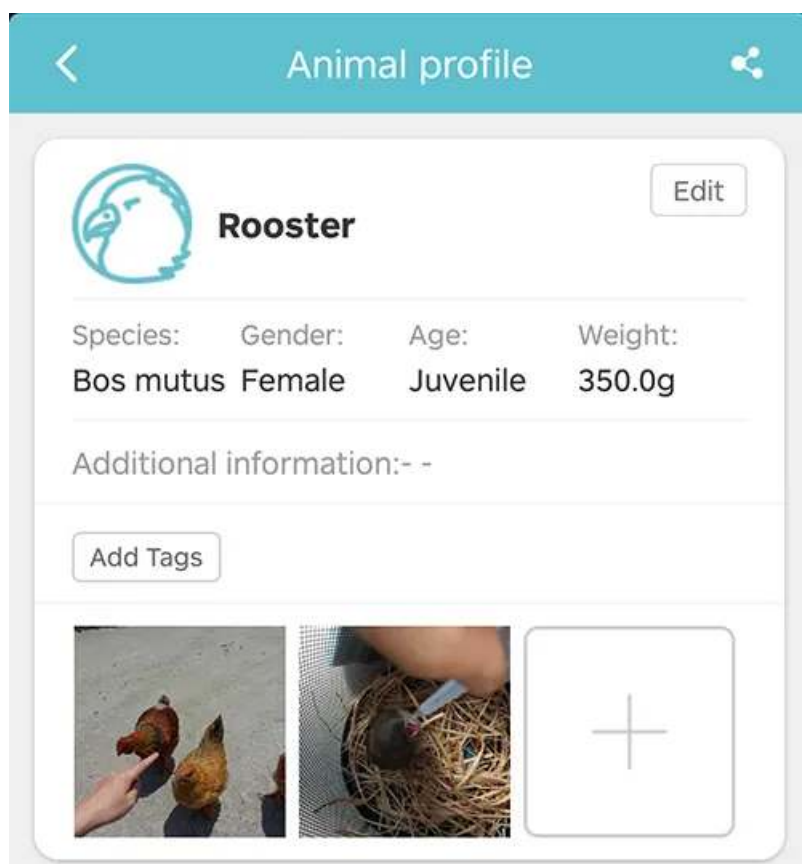 Animal profile
Rooster
Edit
Species: Gender: Age: Weight:
Bos mutus Female Juvenile 350.0g
Additional information:- -
Add Tags